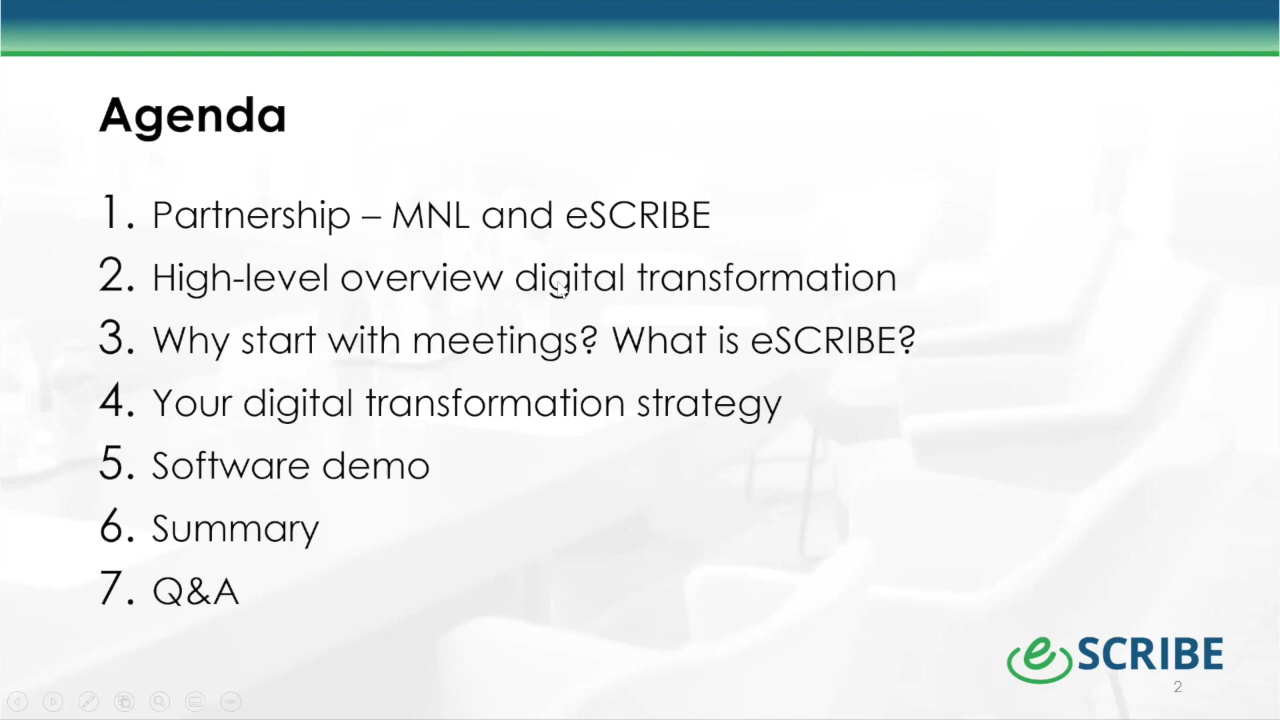 Agenda
1. Partnership – MNL and eSCRIBE
2. High-level overview digital transformation
3. Why start with meetings? What is eSCRIBE?
4. Your digital transformation strategy
5. Software demo
6. Summary
7. Q&A
eSCRIBE
2